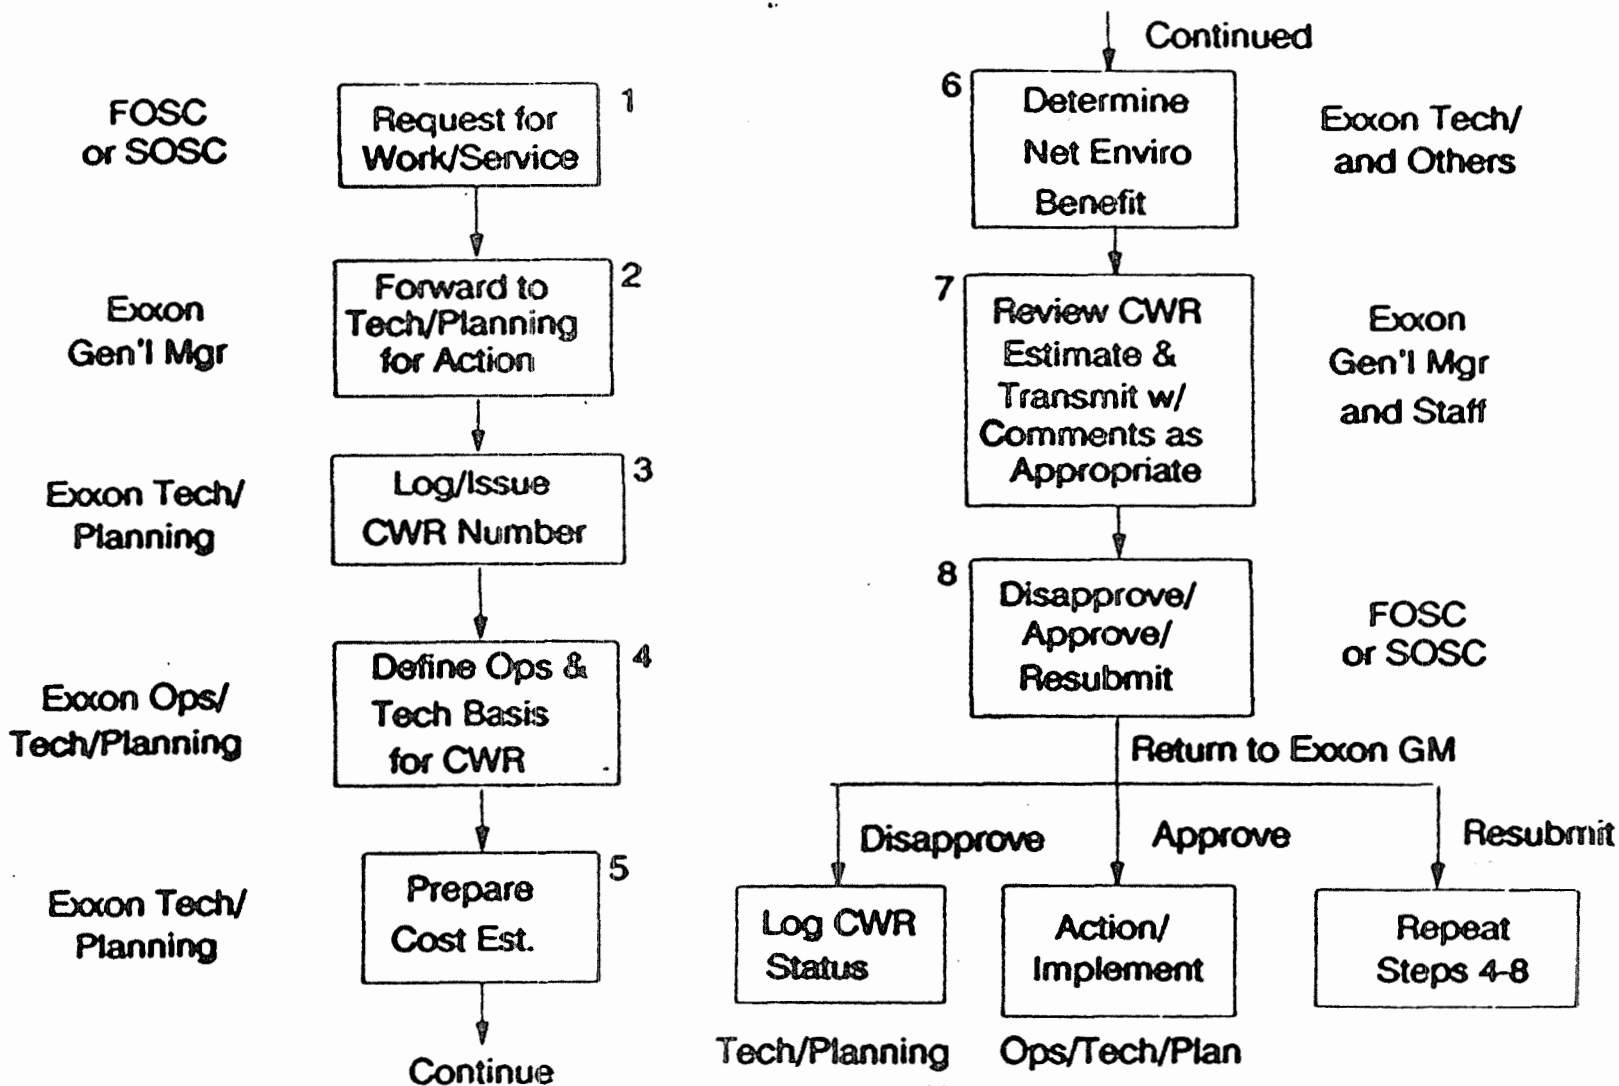 FOSC
or SOSC
1
Request for
Work/Service
Exxon
Gen'l Mgr
2
Forward to
Tech/Planning
for Action
Exxon Tech/
Planning
3
Log/Issue
CWR Number
Exxon Ops/
Tech/Planning
4
Define Ops &
Tech Basis
for CWR
Exxon Tech/
Planning
5
Prepare
Cost Est.
Continue
Continued
6
Determine
Net Enviro
Benefit
Exxon Tech/
and Others
7
Review CWR
Estimate &
Transmit w/
Comments as
Appropriate
Exxon
Gen'l Mgr
and Staff
8
Disapprove/
Approve/
Resubmit
FOSC
or SOSC
Return to Exxon GM
Disapprove
Approve
Resubmit
Log CWR
Status
Action/
Implement
Repeat
Steps 4-8
Tech/Planning
Ops/Tech/Plan